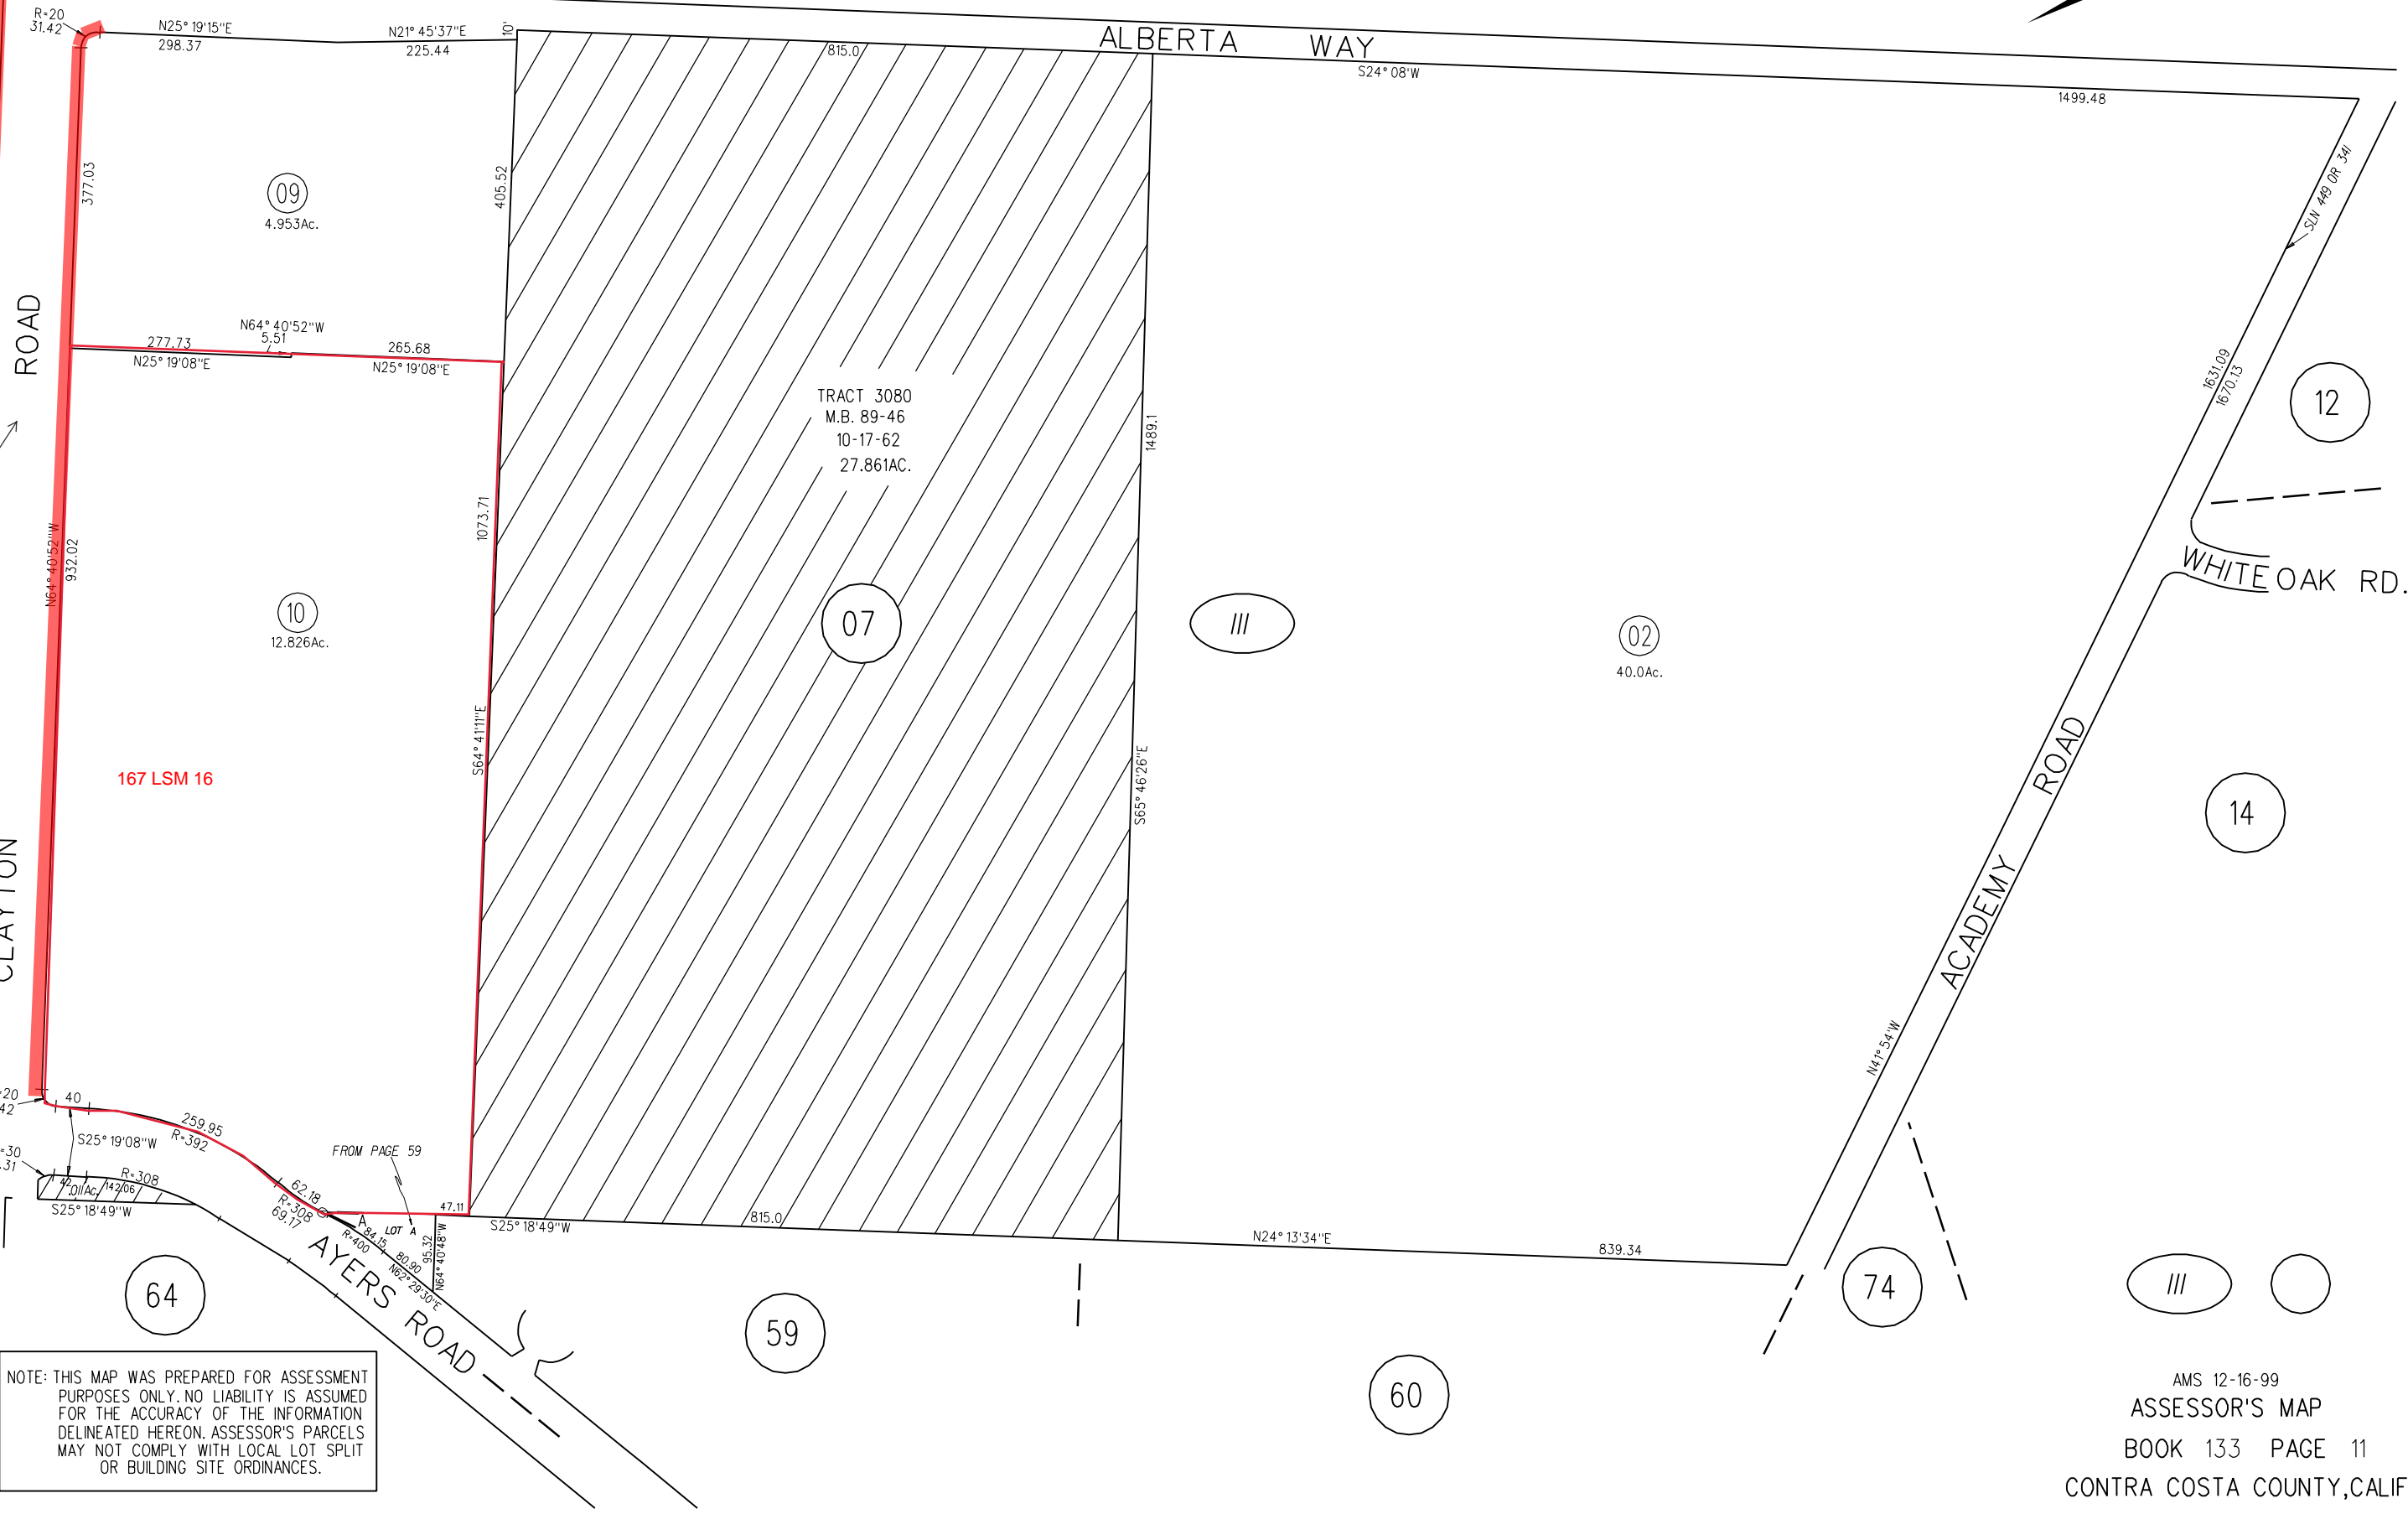 R=20
31.42
N25°19'15"E
298.37
N21°45'37"E
225.44
10'
815.0
ALBERTA WAY
S24°08'W
1499.48
377.03
09
4.953Ac.
405.52
SLN 449 OR 341
ROAD
N64°40'52"W
5.51
277.73
N25°19'08"E
265.68
N25°19'08"E
TRACT 3080
M.B. 89-46
10-17-62
27.861AC.
1489.1
1631.09
1670.13
12
N64°40'52"W
932.02
1073.71
WHITE OAK RD.
10
12.826Ac.
07
111
02
40.0Ac.
S64°41'11"E
167 LSM 16
S65°46'26"E
ROAD
14
CLAYTON
ACADEMY
N41°54'W
20
42
40
259.95
R=392
S25°19'08"W
FROM PAGE 59
=30
.31
42
.011Ac.
142.06
R=308
S25°18'49"W
62.18
R=308
69.17
A
LOT A
47.11
84.15
R=400
80.90
N62°29'30"E
95.32
N64°40'48"W
S25°18'49"W
815.0
N24°13'34"E
839.34
AYERS ROAD
64
59
60
74
111
NOTE: THIS MAP WAS PREPARED FOR ASSESSMENT
PURPOSES ONLY. NO LIABILITY IS ASSUMED
FOR THE ACCURACY OF THE INFORMATION
DELINEATED HEREON. ASSESSOR'S PARCELS
MAY NOT COMPLY WITH LOCAL LOT SPLIT
OR BUILDING SITE ORDINANCES.
AMS 12-16-99
ASSESSOR'S MAP
BOOK 133 PAGE 11
CONTRA COSTA COUNTY,CALIF